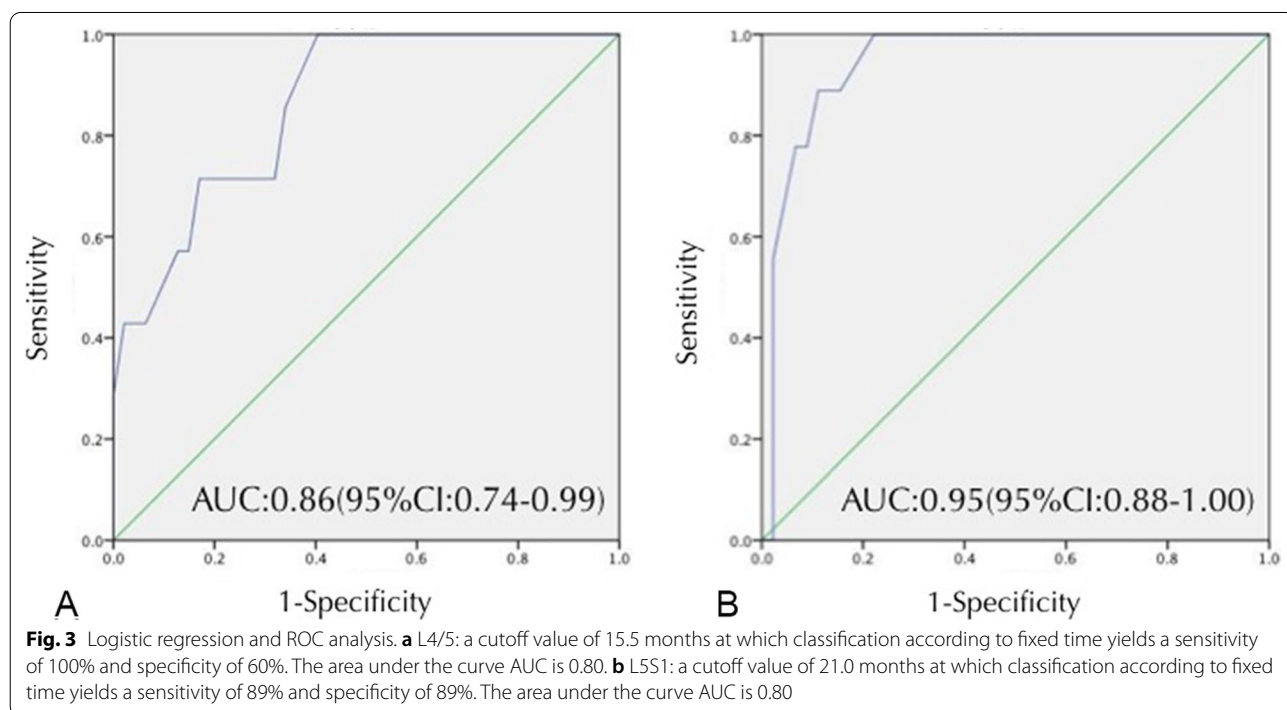 1.0
0.8
0.6
0.4
0.2
0.0
Sensitivity
AUC:0.86(95%CI:0.74-0.99)
0.0 0.2 0.4 0.6 0.8 1.0
A 1-Specificity
1.0
0.8
0.6
0.4
0.2
0.0
Sensitivity
AUC:0.95(95%CI:0.88-1.00)
0.0 0.2 0.4 0.6 0.8 1.0
B 1-Specificity
Fig. 3 Logistic regression and ROC analysis. a L4/5: a cutoff value of 15.5 months at which classification according to fixed time yields a sensitivity
of 100% and specificity of 60%. The area under the curve AUC is 0.80. b L5S1: a cutoff value of 21.0 months at which classification according to fixed
time yields a sensitivity of 89% and specificity of 89%. The area under the curve AUC is 0.80